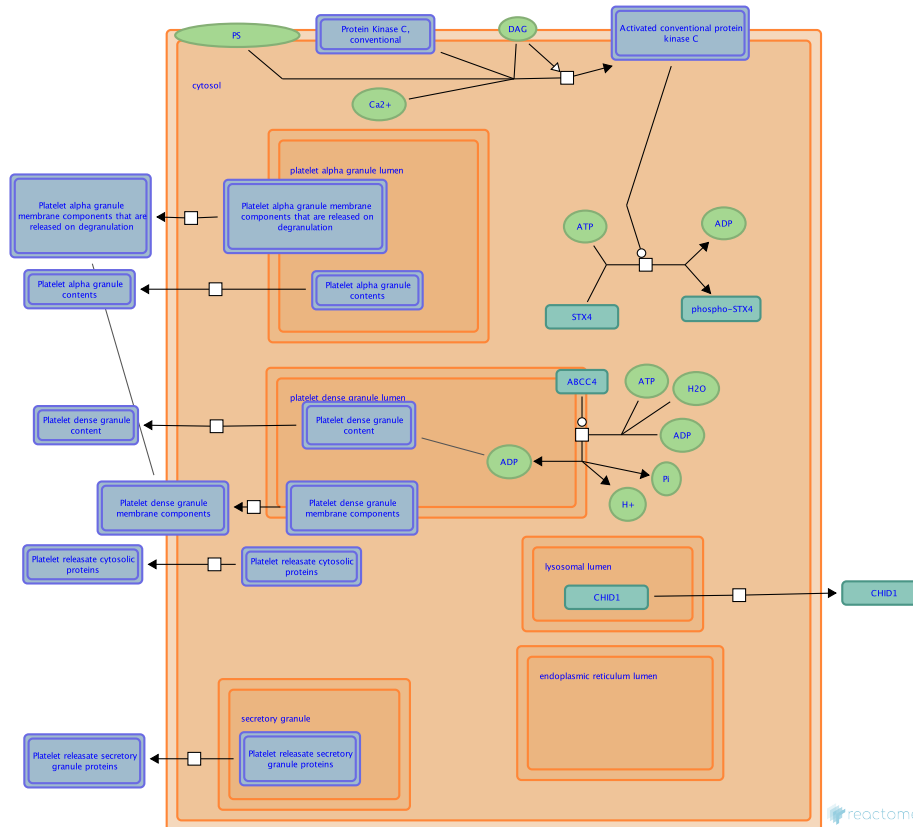 PS
Protein Kinase C,
conventional
DAG
Activated conventional protein
kinase C
cytosol
Ca2+
platelet alpha granule lumen
Platelet alpha granule
membrane components that are
released on degranulation
Platelet alpha granule membrane
components that are released on
degranulation
ATP
ADP
Platelet alpha granule
contents
Platelet alpha granule
contents
STX4
phospho-STX4
platelet dense granule lumen
ABCC4
ATP
H2O
Platelet dense granule
content
Platelet dense granule
content
ADP
ADP
Pi
H+
Platelet dense granule
membrane components
Platelet dense granule
membrane components
Platelet releasate cytosolic
proteins
Platelet releasate cytosolic
proteins
lysosomal lumen
CHID1
CHID1
endoplasmic reticulum lumen
secretory granule
Platelet releasate secretory
granule proteins
Platelet releasate secretory
granule proteins
reactome